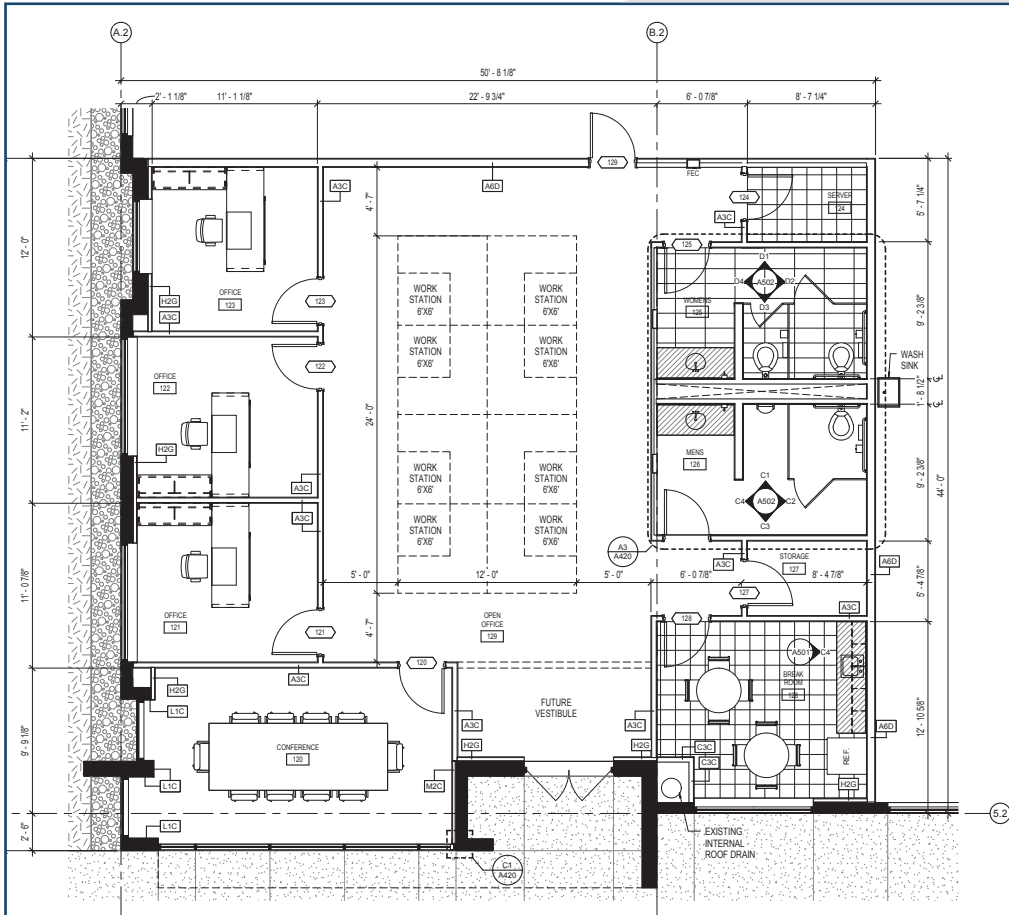 A.2
B.2
50' - 8 1/8"
2' - 1 1/8"
11' - 1 1/8"
22' - 9 3/4"
6' - 0 7/8"
8' - 7 1/4"
129
FEC
A3C
A6D
4' - 7"
124
SERVER
A3C
5' - 7 1/4"
12' - 0"
OFFICE
123
123
H2G
A3C
125
D1
D4
A502
D2
D3
WOMENS
125
9' - 2 3/8"
WORK
STATION
6'X6'
WORK
STATION
6'X6'
WORK
STATION
6'X6'
WORK
STATION
6'X6'
122
OFFICE
122
WASH
SINK
1' - 8 1/2"
11' - 2"
24' - 0"
H2G
A3C
A3C
MENS
126
C1
C4
A502
C2
C3
9' - 2 3/8"
44' - 0"
WORK
STATION
6'X6'
WORK
STATION
6'X6'
WORK
STATION
6'X6'
WORK
STATION
6'X6'
A3
A420
A3C
STORAGE
127
A6D
5' - 0"
12' - 0"
5' - 0"
6' - 0 7/8"
8' - 4 7/8"
5' - 4 7/8"
127
A3C
11' - 0 7/8"
OFFICE
121
121
4' - 7"
OPEN
OFFICE
129
128
A501
C4
BREAK
ROOM
128
120
A3C
H2G
L1C
FUTURE
VESTIBULE
A3C
A3C
A6D
12' - 10 5/8"
9' - 9 1/8"
CONFERENCE
120
H2G
H2G
C3C
C3C
REF.
H2G
L1C
M2C
5.2
2' - 6"
L1C
EXISTING
INTERNAL
ROOF DRAIN
C1
A420